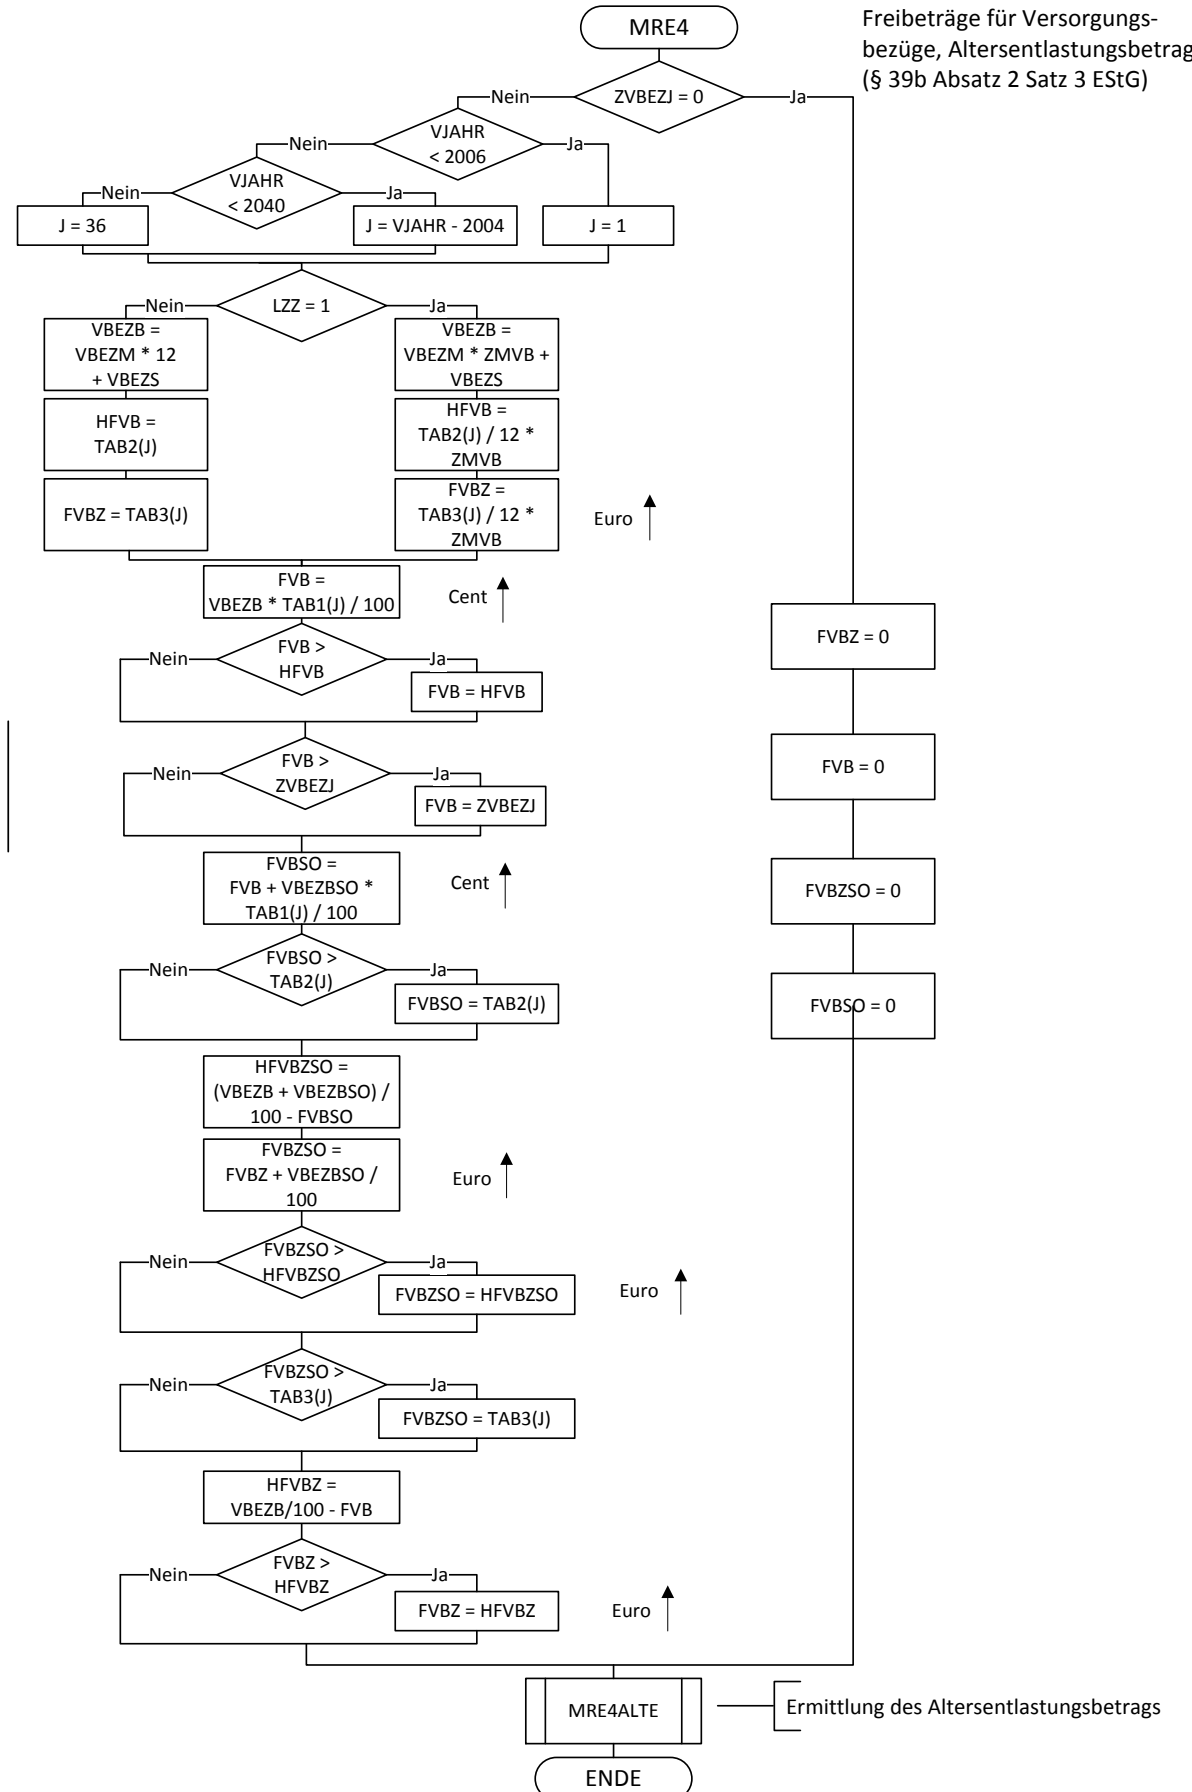 MRE4
Freibeträge für Versorgungs-
bezüge, Altersentlastungsbetrag
(§ 39b Absatz 2 Satz 3 EStG)
ZVBEZJ = 0
Nein
Ja
VJAHR
< 2006
Nein
Ja
VJAHR
< 2040
Nein
Ja
J = 36
J = VJAHR - 2004
J = 1
LZZ = 1
Nein
Ja
VBEZB =
VBEZM * 12
+ VBEZS
VBEZB =
VBEZM * ZMVB +
VBEZS
HFVB =
TAB2(J)
HFVB =
TAB2(J) / 12 *
ZMVB
FVBZ = TAB3(J)
FVBZ =
TAB3(J) / 12 *
ZMVB
Euro
FVB =
VBEZB * TAB1(J) / 100
Cent
FVBZ = 0
FVB >
HFVB
Nein
Ja
FVB = HFVB
FVB >
ZVBEZJ
Nein
Ja
FVB = ZVBEZJ
FVB = 0
FVBSO =
FVB + VBEZBSO *
TAB1(J) / 100
Cent
FVBZSO = 0
FVBSO >
TAB2(J)
Nein
Ja
FVBSO = TAB2(J)
FVBSO = 0
HFVBZSO =
(VBEZB + VBEZBSO) /
100 - FVBSO
FVBZSO =
FVBZ + VBEZBSO /
100
Euro
FVBZSO >
HFVBZSO
Nein
Ja
FVBZSO = HFVBZSO
Euro
FVBZSO >
TAB3(J)
Nein
Ja
FVBZSO = TAB3(J)
HFVBZ =
VBEZB/100 - FVB
FVBZ >
HFVBZ
Nein
Ja
FVBZ = HFVBZ
Euro
MRE4ALTE
Ermittlung des Altersentlastungsbetrags
ENDE